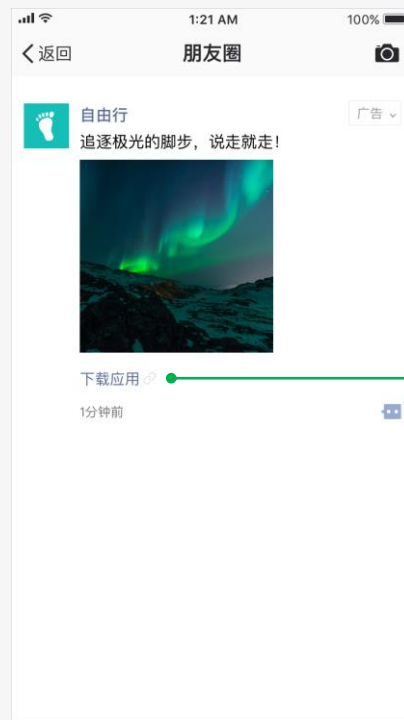 1:21 AM
100%
返回
朋友圈
自由行
广告
追逐极光的脚步，说走就走！
下载应用
1分钟前